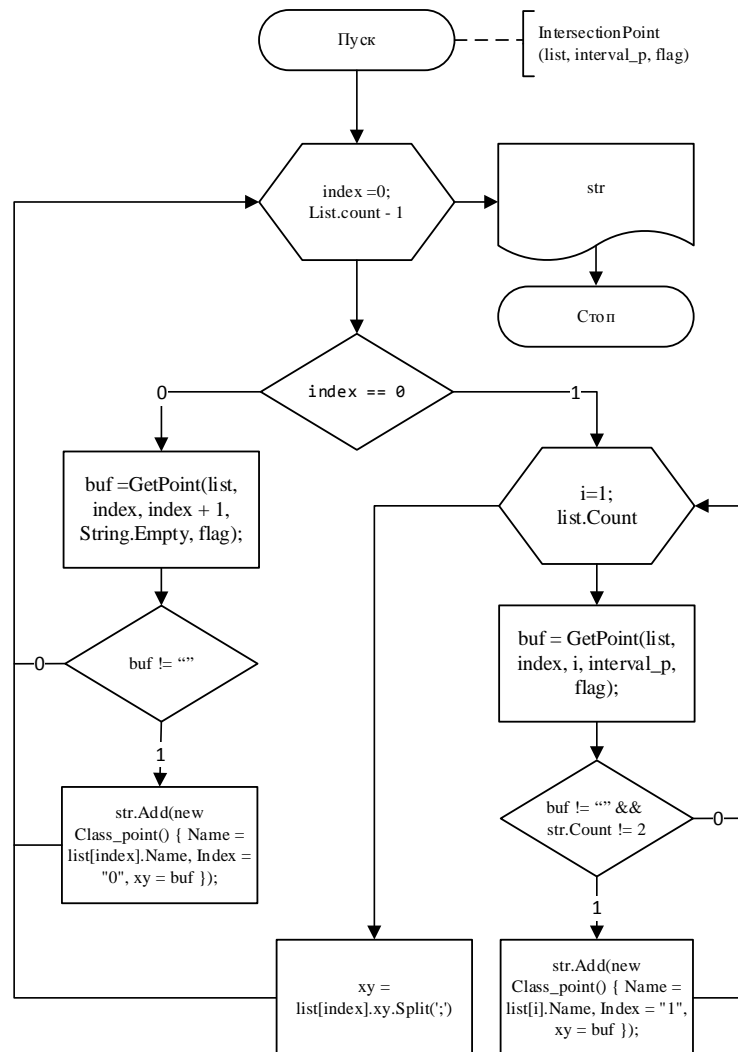 Пуск
IntersectionPoint
(list, interval_p, flag)
index =0;
List.count - 1
str
Стоп
index == 0
0
1
buf =GetPoint(list,
index, index + 1,
String.Empty, flag);
i=1;
list.Count
buf != “”
0
1
buf = GetPoint(list,
index, i, interval_p,
flag);
str.Add(new
Class_point() { Name =
list[index].Name, Index =
"0", xy = buf });
buf != “” &&
str.Count != 2
0
1
xy =
list[index].xy.Split(';')
str.Add(new
Class_point() { Name =
list[i].Name, Index = "1",
xy = buf });